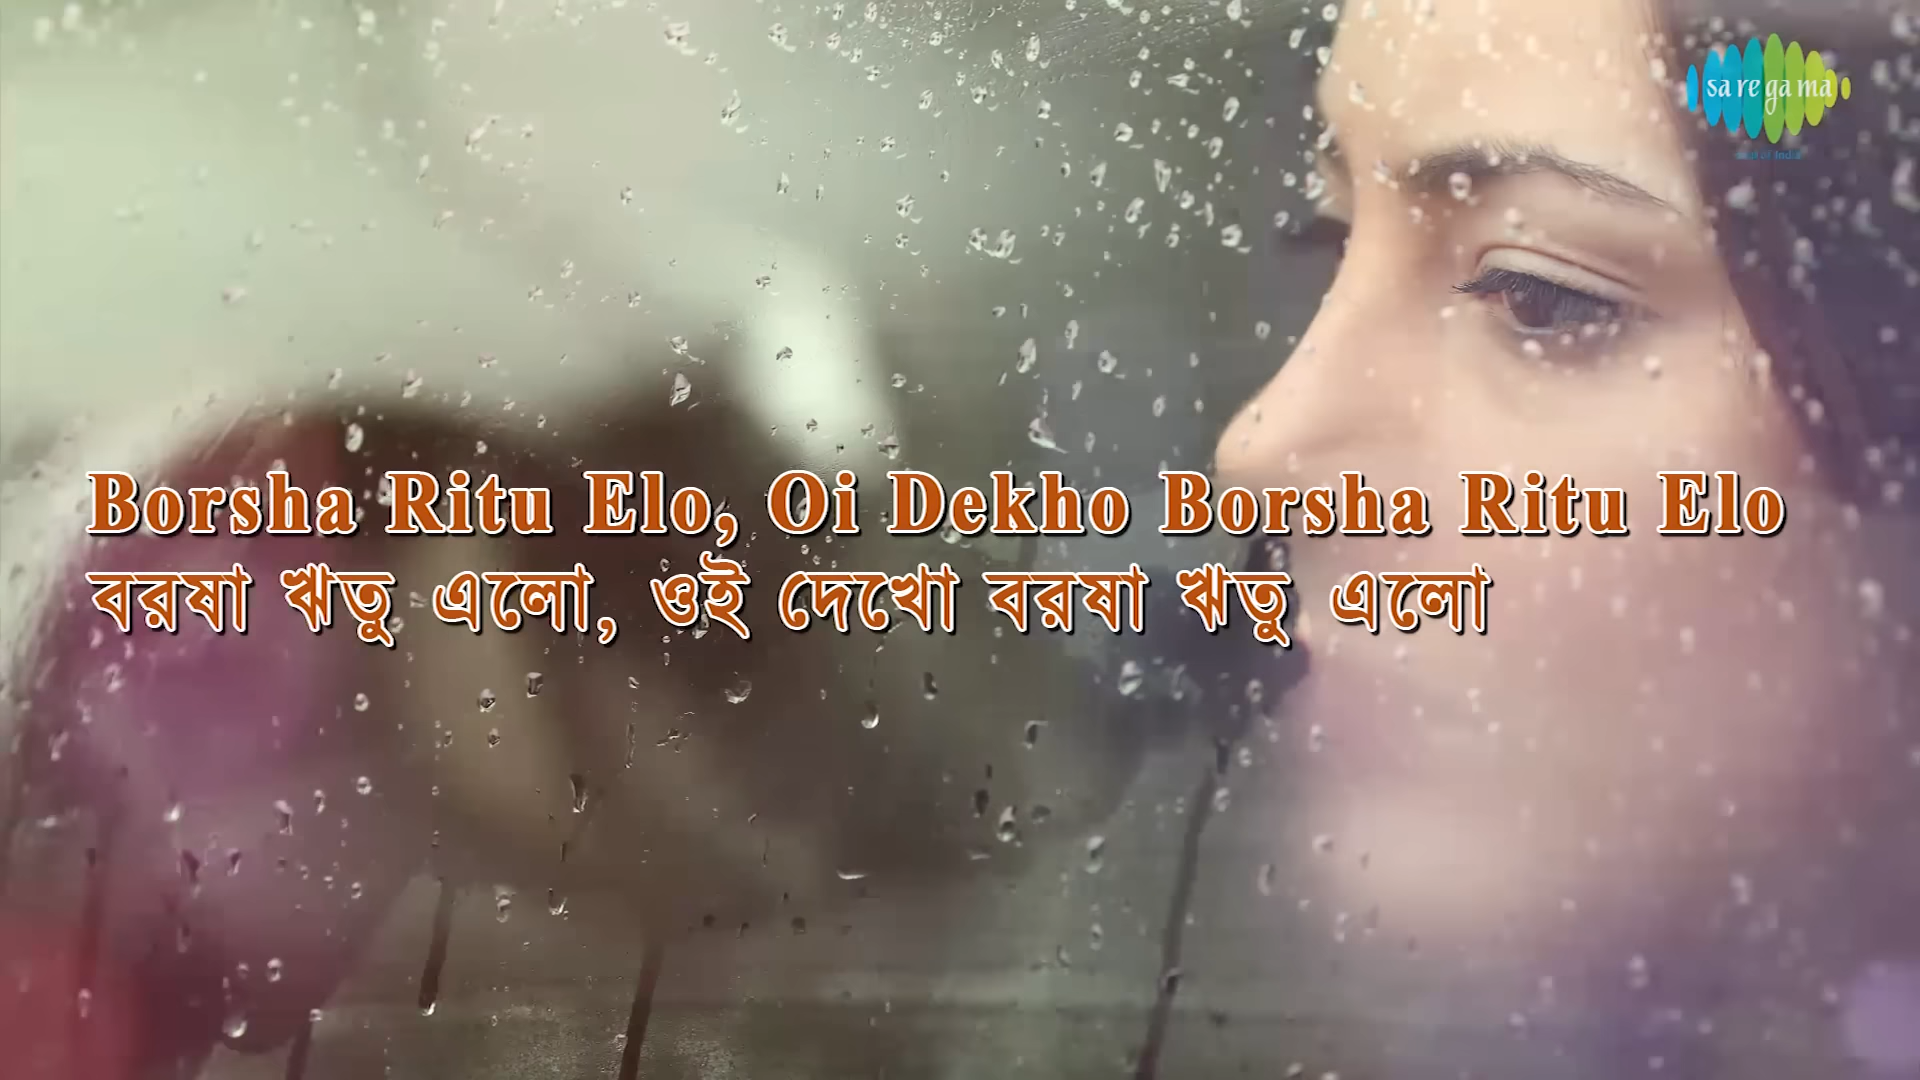 sa re ga ma
Borsha Ritu Elo, Oi Dekho Borsha Ritu Elo
বরষা ঋতু এলো, ওই দেখো বরষা ঋতু এলো